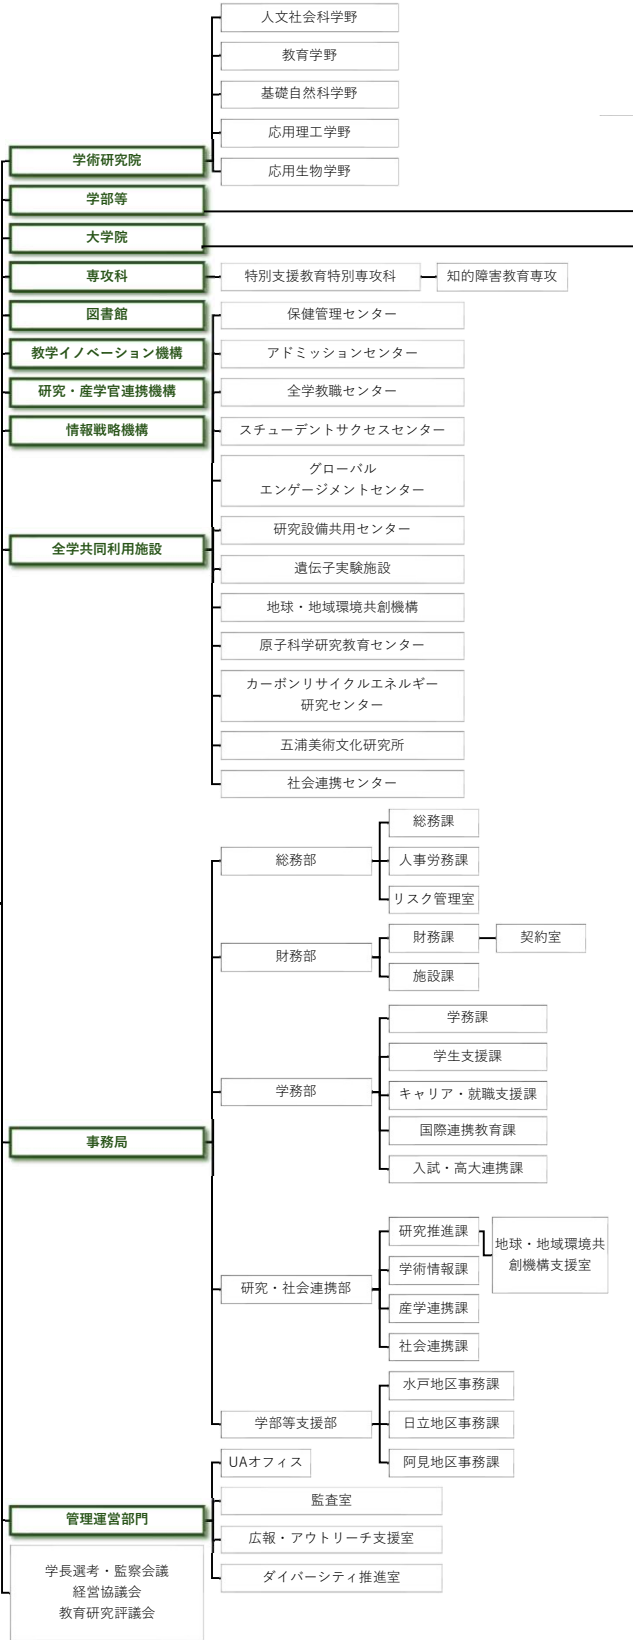 人文社会科学野
教育学野
基礎自然科学野
応用理工学野
応用生物学野
学術研究院
学部等
大学院
専攻科
特別支援教育特別専攻科
知的障害教育専攻
図書館
教学イノベーション機構
研究・産学官連携機構
情報戦略機構
全学共同利用施設
保健管理センター
アドミッションセンター
全学教職センター
スチューデントサクセスセンター
グローバル
エンゲージメントセンター
研究設備共用センター
遺伝子実験施設
地球・地域環境共創機構
原子科学研究教育センター
カーボンリサイクルエネルギー
研究センター
五浦美術文化研究所
社会連携センター
事務局
総務部
総務課
人事労務課
リスク管理室
財務部
財務課
契約室
施設課
学務部
学務課
学生支援課
キャリア・就職支援課
国際連携教育課
入試・高大連携課
研究・社会連携部
研究推進課
地球・地域環境共
創機構支援室
学術情報課
産学連携課
社会連携課
学部等支援部
水戸地区事務課
日立地区事務課
阿見地区事務課
管理運営部門
UAオフィス
監査室
広報・アウトリーチ支援室
ダイバーシティ推進室
学長選考・監察会議
経営協議会
教育研究評議会